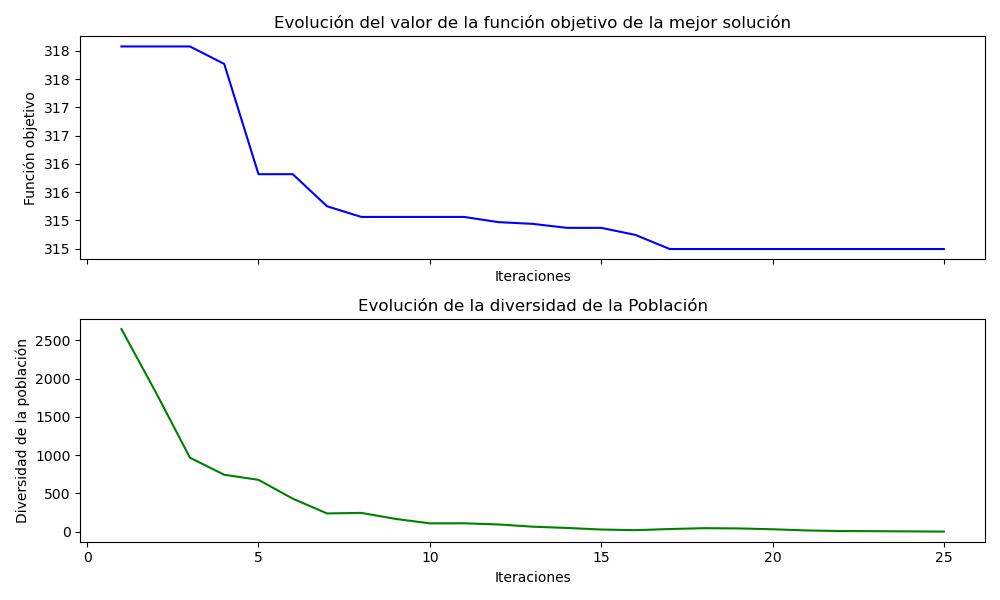 Evolución del valor de la función objetivo de la mejor solución
318
318
317
317
316
316
315
315
Función objetivo
Iteraciones
Evolución de la diversidad de la Población
2500
2000
1500
1000
500
0
Diversidad de la población
0 5 10 15 20 25
Iteraciones